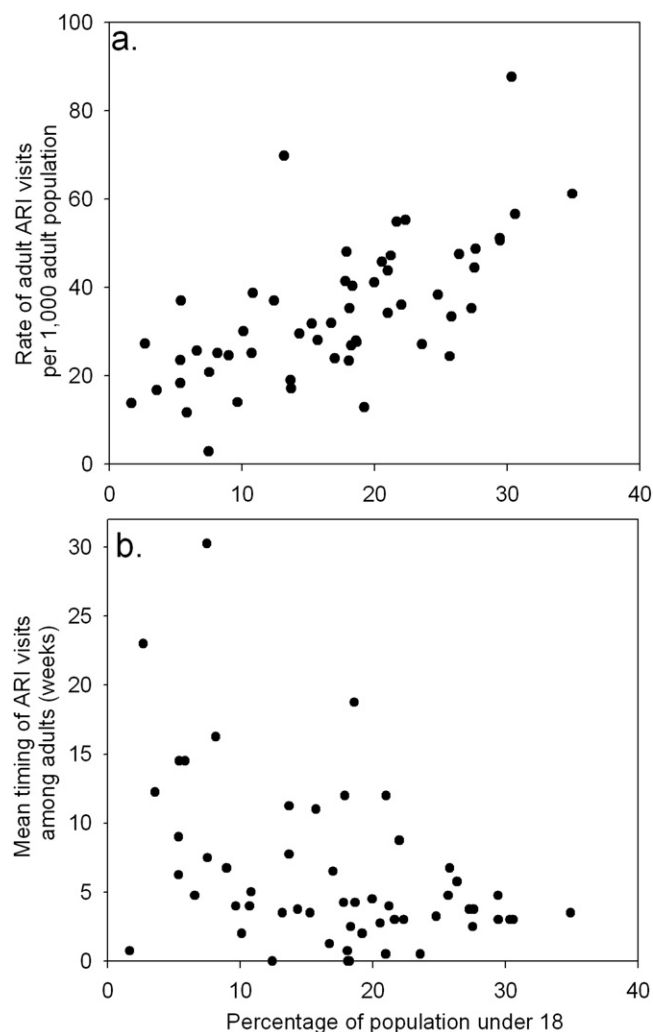 a.
100
80
60
40
20
0
Rate of adult ARI visits
per 1,000 adult population
0 10 20 30 40
b.
30
25
20
15
10
5
0
Mean timing of ARI visits
among adults (weeks)
0 10 20 30 40
Percentage of population under 18